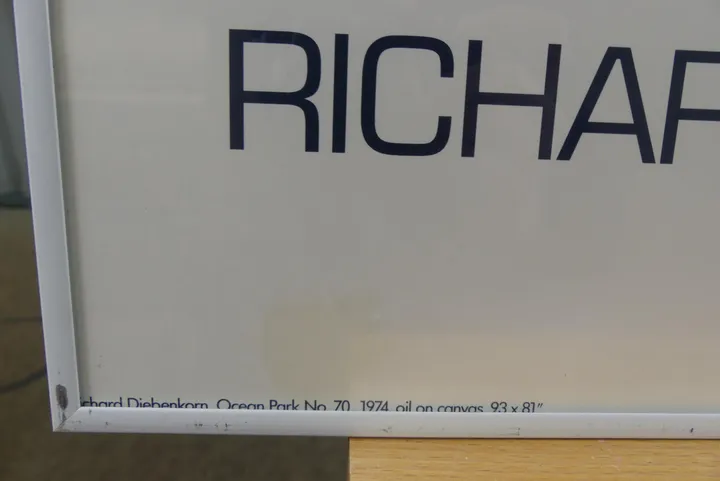 RICHAR
chard Diebenkorn, Ocean Park No. 70, 1974, oil on canvas, 93 x 81"